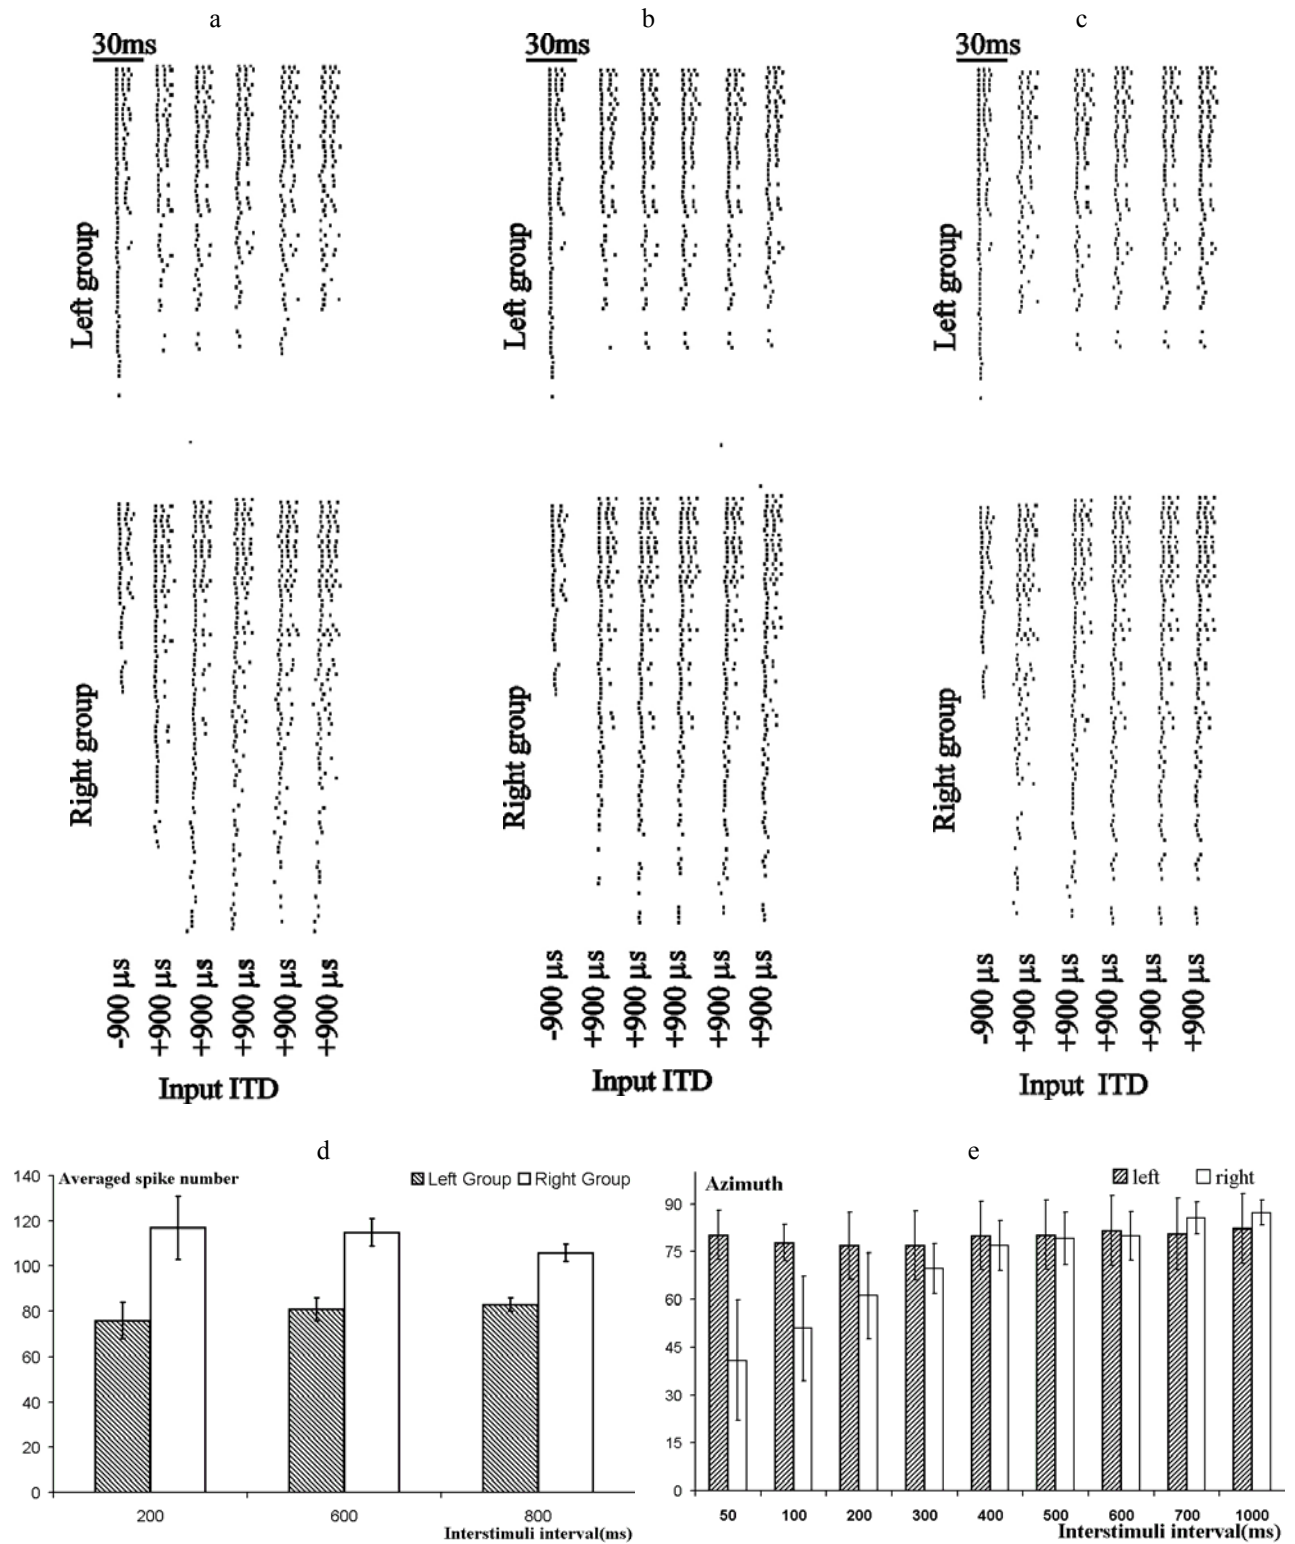 a b c
30ms 30ms 30ms
Left group Left group Left group
Right group Right group Right group
-900 µs +900 µs +900 µs +900 µs +900 µs +900 µs -900 µs +900 µs +900 µs +900 µs +900 µs +900 µs -900 µs +900 µs +900 µs +900 µs +900 µs +900 µs
Input ITD Input ITD Input ITD
d
Averaged spike number
Left Group Right Group
140
120
100
80
60
40
20
0
200 600 800
Interstimuli interval(ms)
e
Azimuth
left right
90
75
60
45
30
15
0
50 100 200 300 400 500 600 700 1000
Interstimuli interval(ms)